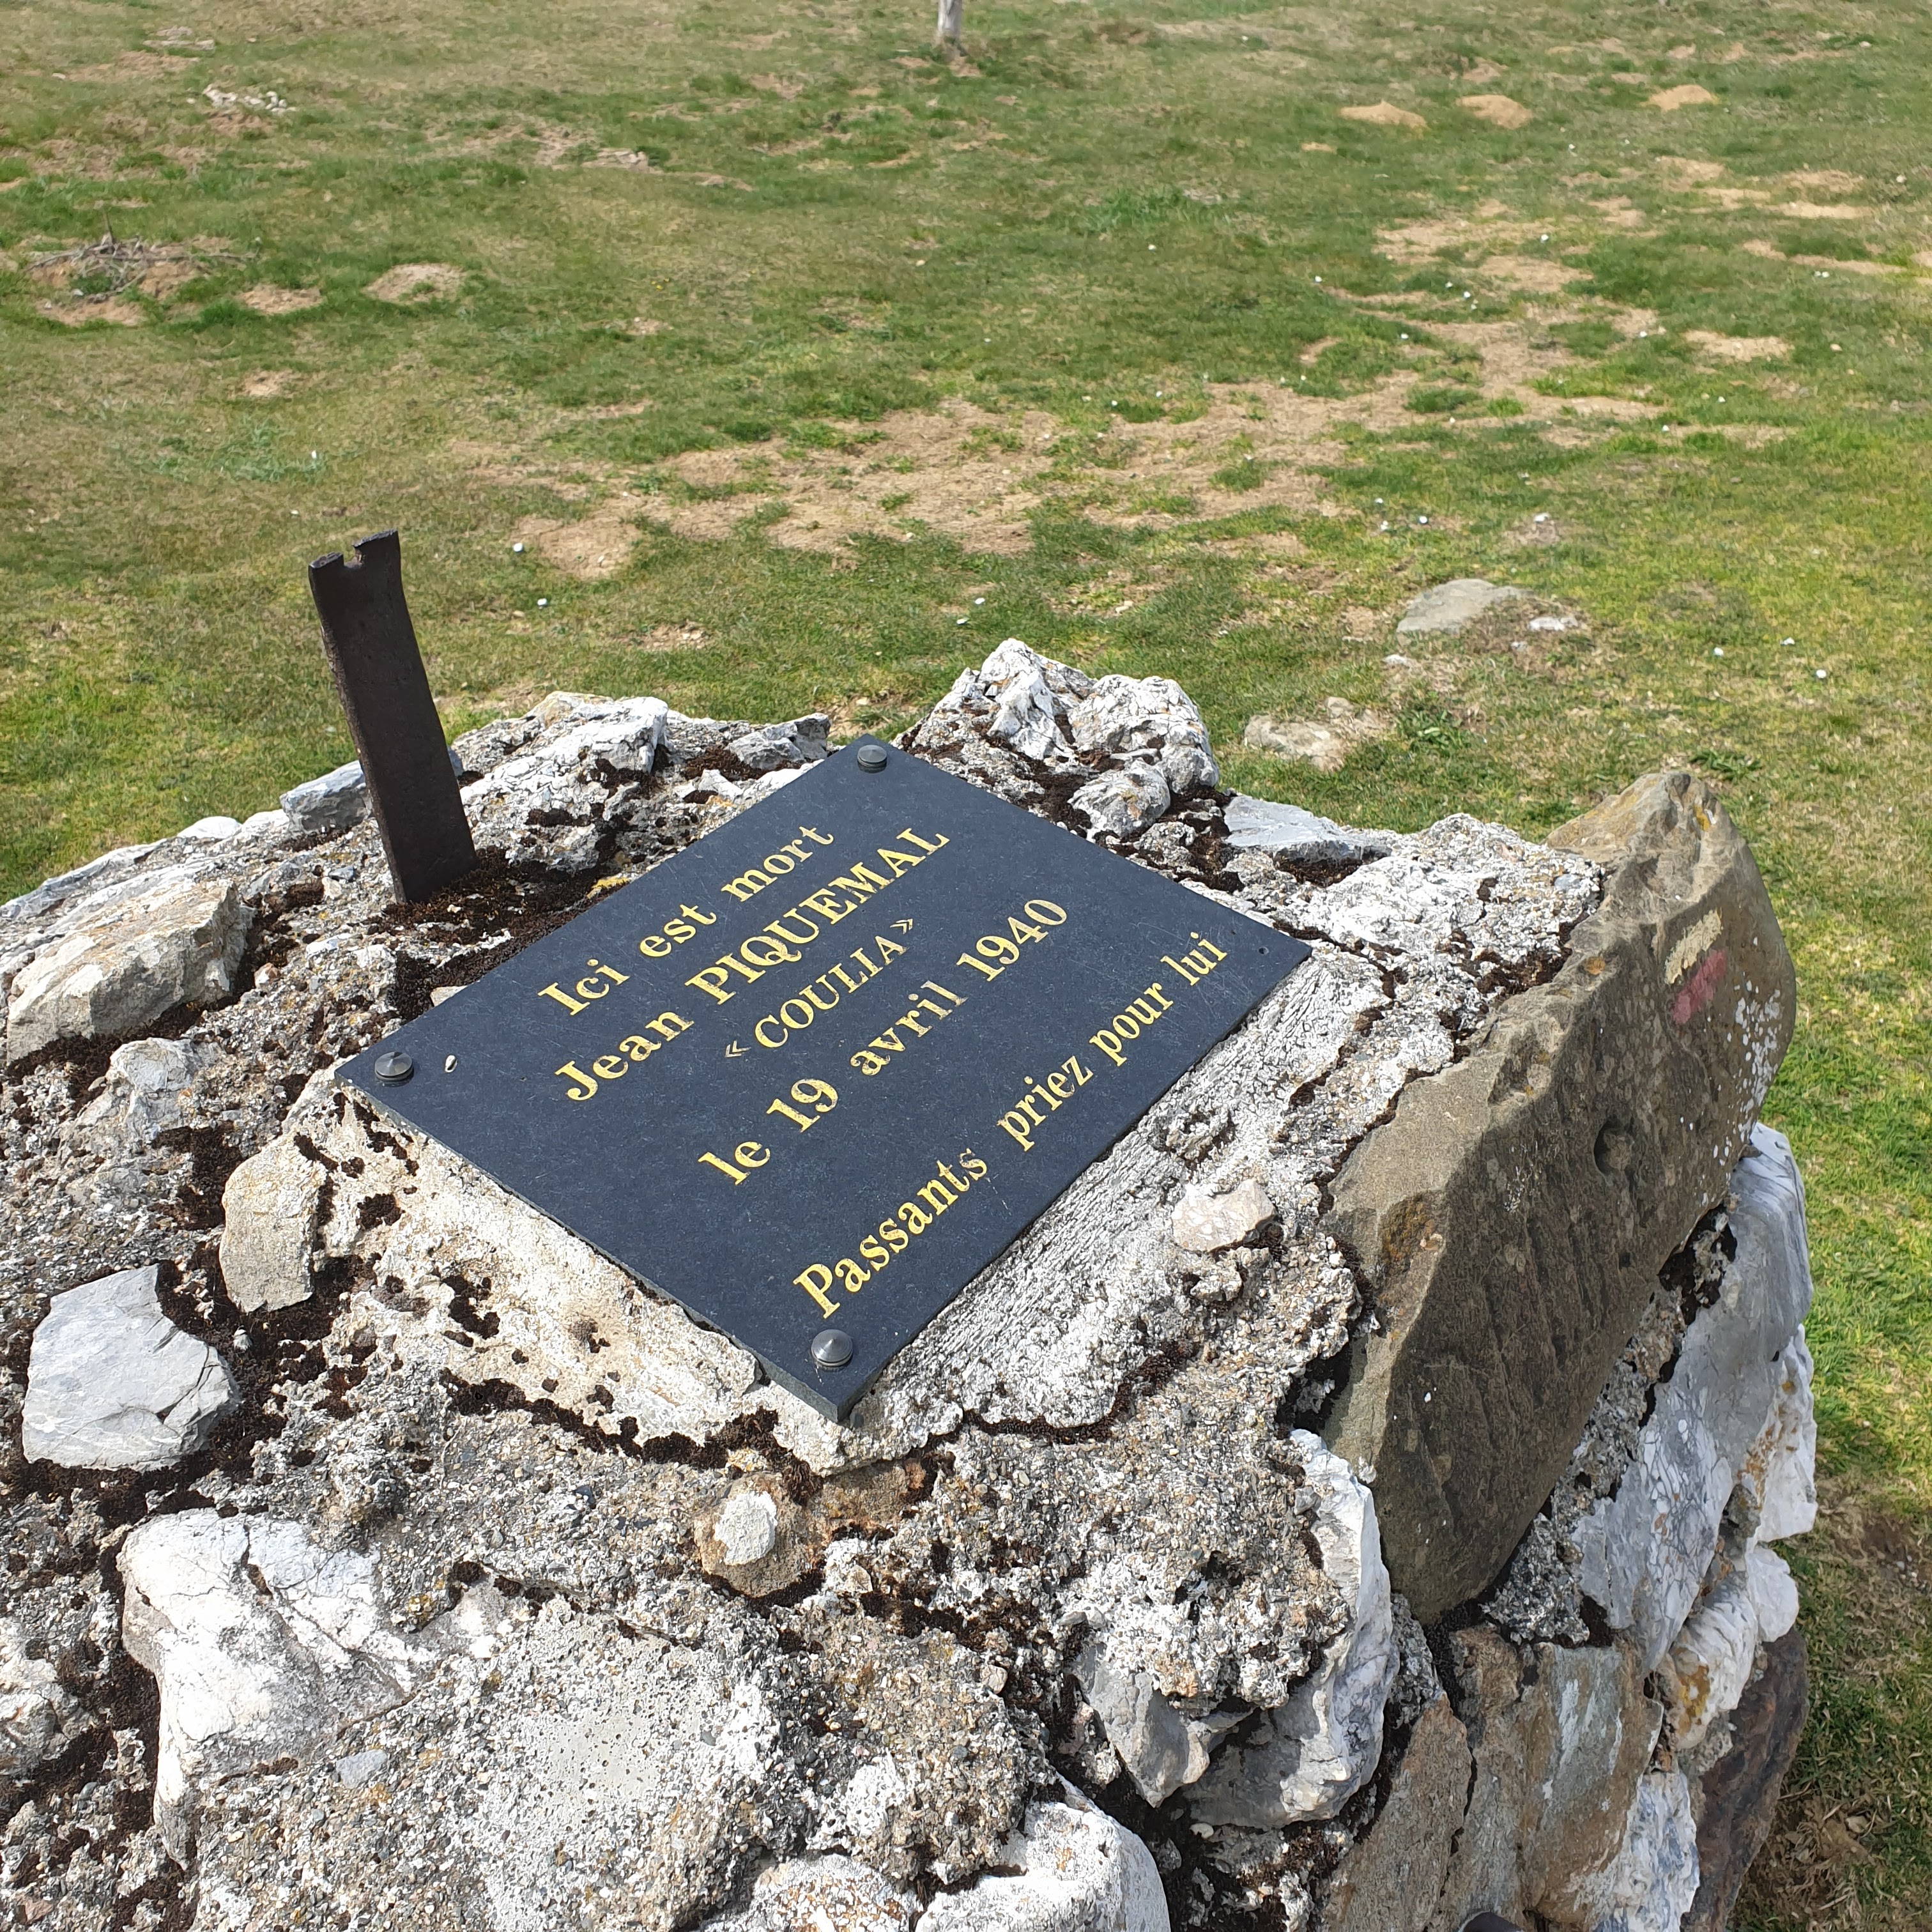 Ici est mort
Jean PIQUEMAL
« COULIA »
le 19 avril 1940
Passants priez pour lui